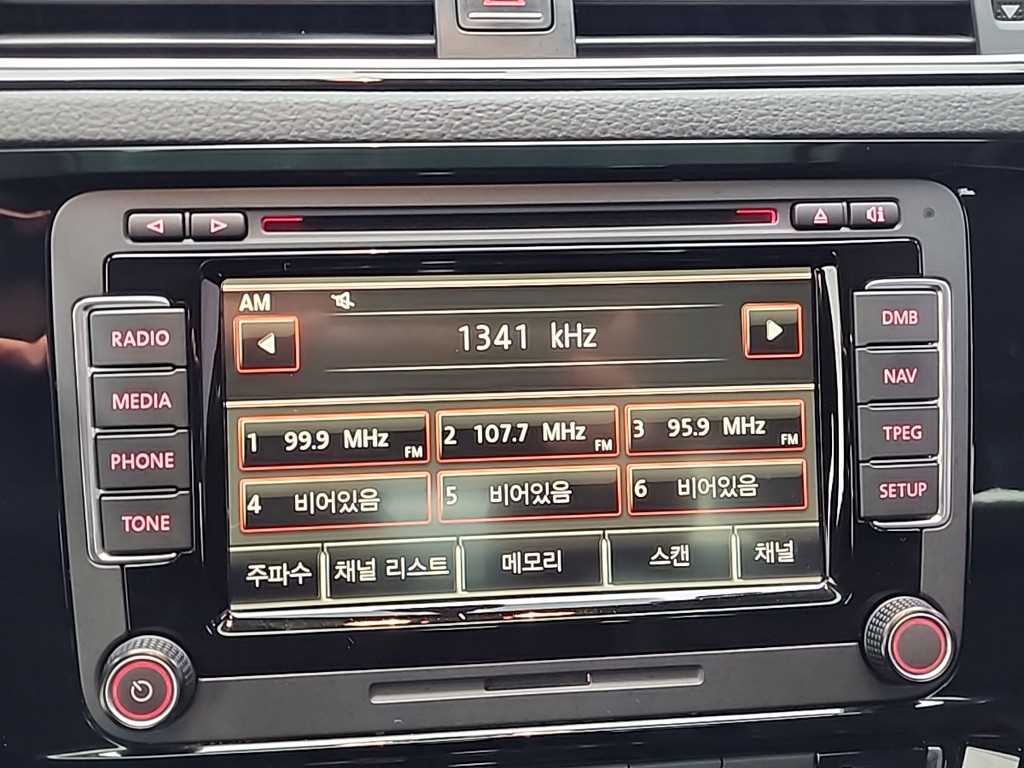 AM
1341 kHz
1 99.9 MHz FM
2 107.7 MHz FM
3 95.9 MHz FM
4 비어있음
5 비어있음
6 비어있음
주파수
채널 리스트
메모리
스캔
채널
RADIO
MEDIA
PHONE
TONE
DMB
NAV
TPEG
SETUP